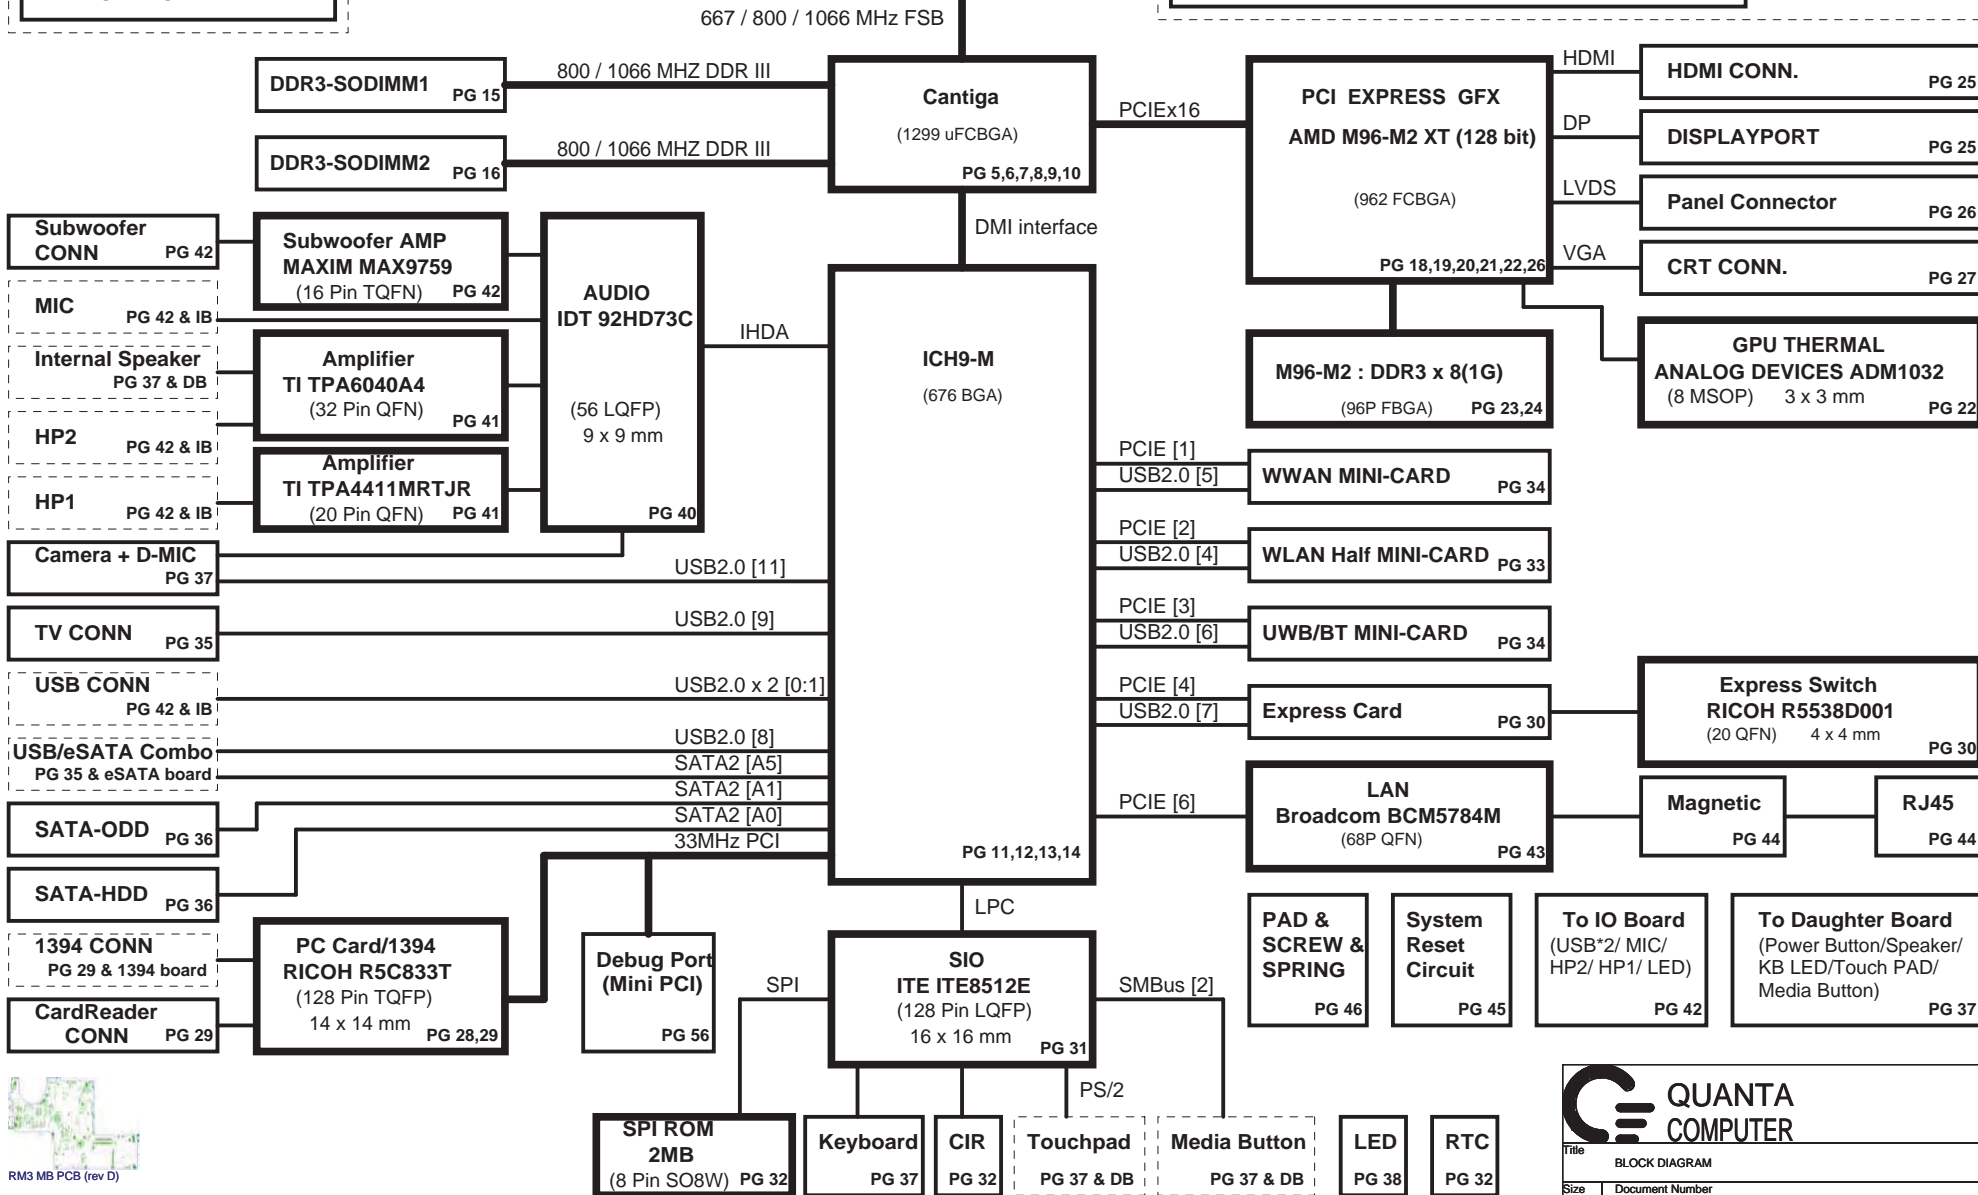 667 / 800 / 1066 MHz FSB
DDR3-SODIMM1
PG 15
800 / 1066 MHZ DDR III
DDR3-SODIMM2
PG 16
800 / 1066 MHZ DDR III
Cantiga
(1299 uFCBGA)
PG 5,6,7,8,9,10
PCIEx16
PCI EXPRESS GFX
AMD M96-M2 XT (128 bit)
(962 FCBGA)
PG 18,19,20,21,22,26
HDMI
HDMI CONN.
PG 25
DP
DISPLAYPORT
PG 25
LVDS
Panel Connector
PG 26
VGA
CRT CONN.
PG 27
DMI interface
Subwoofer
CONN
PG 42
Subwoofer AMP
MAXIM MAX9759
(16 Pin TQFN)
PG 42
MIC
PG 42 & IB
Internal Speaker
PG 37 & DB
Amplifier
TI TPA6040A4
(32 Pin QFN)
PG 41
HP2
PG 42 & IB
Amplifier
TI TPA4411MRTJR
(20 Pin QFN)
PG 41
HP1
PG 42 & IB
AUDIO
IDT 92HD73C
(56 LQFP)
9 x 9 mm
PG 40
IHDA
ICH9-M
(676 BGA)
PG 11,12,13,14
M96-M2 : DDR3 x 8(1G)
(96P FBGA)
PG 23,24
GPU THERMAL
ANALOG DEVICES ADM1032
(8 MSOP) 3 x 3 mm
PG 22
PCIE [1]
USB2.0 [5]
WWAN MINI-CARD
PG 34
PCIE [2]
USB2.0 [4]
WLAN Half MINI-CARD
PG 33
PCIE [3]
USB2.0 [6]
UWB/BT MINI-CARD
PG 34
PCIE [4]
USB2.0 [7]
Express Card
PG 30
Express Switch
RICOH R5538D001
(20 QFN) 4 x 4 mm
PG 30
PCIE [6]
LAN
Broadcom BCM5784M
(68P QFN)
PG 43
Magnetic
PG 44
RJ45
PG 44
Camera + D-MIC
PG 37
USB2.0 [11]
TV CONN
PG 35
USB2.0 [9]
USB CONN
PG 42 & IB
USB2.0 x 2 [0:1]
USB/eSATA Combo
PG 35 & eSATA board
USB2.0 [8]
SATA2 [A5]
SATA2 [A1]
SATA2 [A0]
33MHz PCI
SATA-ODD
PG 36
SATA-HDD
PG 36
1394 CONN
PG 29 & 1394 board
CardReader
CONN
PG 29
PC Card/1394
RICOH R5C833T
(128 Pin TQFP)
14 x 14 mm
PG 28,29
Debug Port
(Mini PCI)
PG 56
LPC
SPI
SIO
ITE ITE8512E
(128 Pin LQFP)
16 x 16 mm
PG 31
SMBus [2]
PS/2
PAD &
SCREW &
SPRING
PG 46
System
Reset
Circuit
PG 45
To IO Board
(USB*2/ MIC/
HP2/ HP1/ LED)
PG 42
To Daughter Board
(Power Button/Speaker/
KB LED/Touch PAD/
Media Button)
PG 37
SPI ROM
2MB
(8 Pin SO8W)
PG 32
Keyboard
PG 37
CIR
PG 32
Touchpad
PG 37 & DB
Media Button
PG 37 & DB
LED
PG 38
RTC
PG 32
RM3 MB PCB (rev D)
QUANTA
COMPUTER
Title
BLOCK DIAGRAM
Size
Document Number